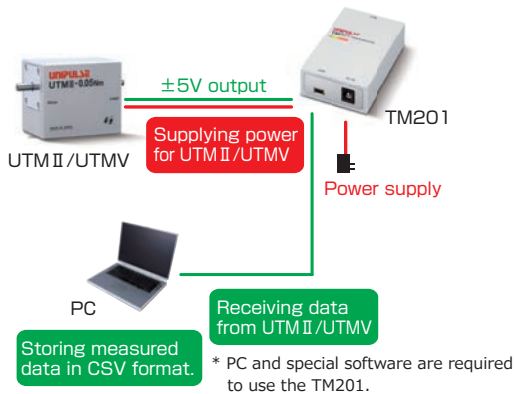 UNIPULSE
UTMⅡ-0.05Nm
±5V output
TM201
Supplying power
for UTMⅡ/UTMV
UTMⅡ/UTMV
Power supply
PC
Receiving data
from UTMⅡ/UTMV
Storing measured
data in CSV format.
* PC and special software are required
to use the TM201.